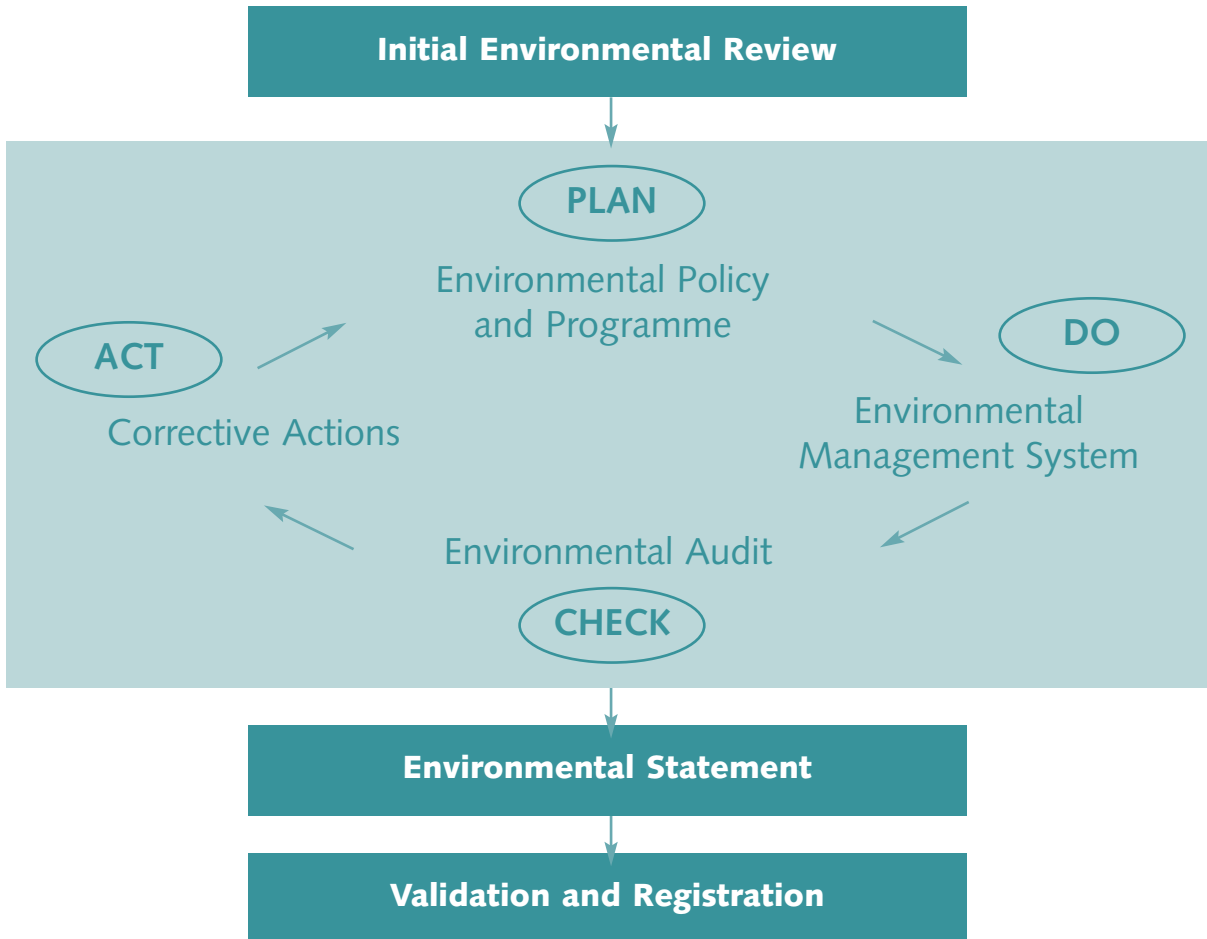 Initial Environmental Review
PLAN
Environmental Policy
and Programme
DO
Environmental
Management System
ACT
Corrective Actions
Environmental Audit
CHECK
Environmental Statement
Validation and Registration